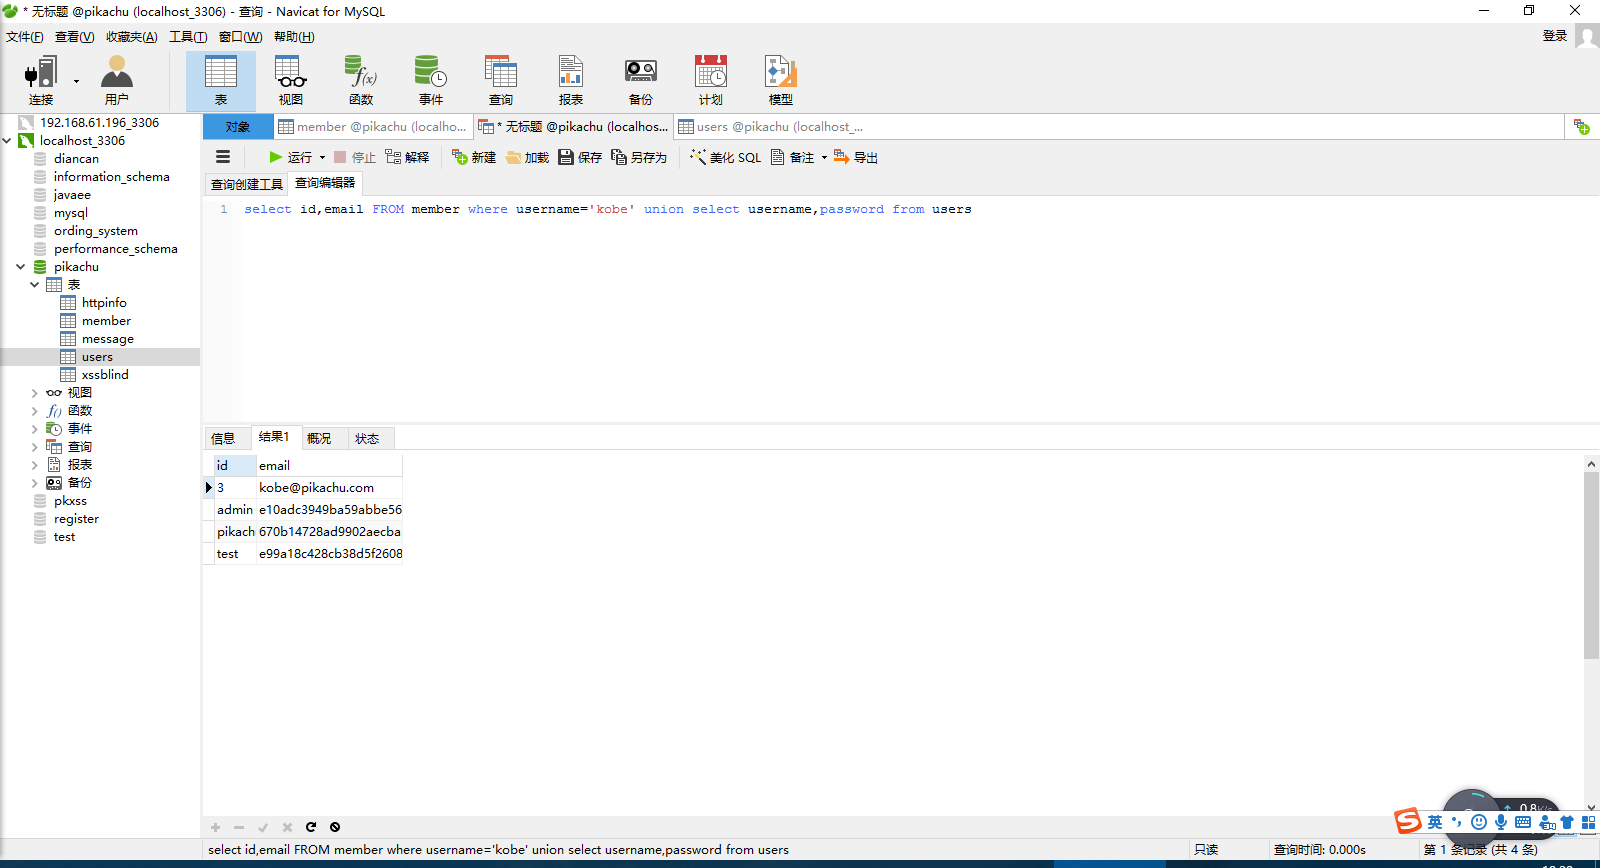 * 无标题 @pikachu (localhost_3306) - 查询 - Navicat for MySQL
文件(F) 查看(V) 收藏夹(A) 工具(T) 窗口(W) 帮助(H) 登录
连接 用户 表 视图 函数 事件 查询 报表 备份 计划 模型
192.168.61.196_3306
localhost_3306
diancan
information_schema
javaee
mysql
ording_system
performance_schema
pikachu
表
httpinfo
member
message
users
xssblind
视图
函数
事件
查询
报表
备份
pkxss
register
test
对象 member @pikachu (localho... * 无标题 @pikachu (localhos... users @pikachu (localhost_...
运行 停止 解释 新建 加载 保存 另存为 美化 SQL 备注 导出
查询创建工具 查询编辑器
1 select id,email FROM member where username='kobe' union select username,password from users
信息 结果1 概况 状态
id email
3 kobe@pikachu.com
admin e10adc3949ba59abbe56
pikach 670b14728ad9902aecba
test e99a18c428cb38d5f2608
0.8K/s
英
select id,email FROM member where username='kobe' union select username,password from users 只读 查询时间: 0.000s 第 1 条记录 (共 4 条)